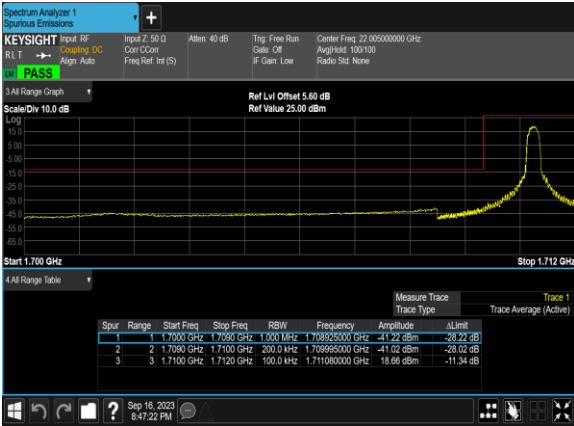 Spectrum Analyzer 1
Spurious Emissions
+
KEYSIGHT Input: RF Input Z: 50 Ω Atten: 40 dB Trig: Free Run Center Freq: 22.005000000 GHz
RLT Coupling: DC Corr CCorr Gate: Off Avg|Hold: 100/100
Align: Auto Freq Ref: Int (S) IF Gain: Low Radio Std: None
LW PASS
3 All Range Graph
Ref Lvl Offset 5.60 dB
Scale/Div 10.0 dB Ref Value 25.00 dBm
Log
15.0
5.00
-5.00
-15.0
-25.0
-35.0
-45.0
-55.0
-65.0
Start 1.700 GHz Stop 1.712 GHz
4 All Range Table
Measure Trace Trace 1
Trace Type Trace Average (Active)
Spur Range Start Freq Stop Freq RBW Frequency Amplitude ΔLimit
1 1 1.7000 GHz 1.7090 GHz 1.000 MHz 1.708925000 GHz -41.22 dBm -28.22 dB
2 2 1.7090 GHz 1.7100 GHz 200.0 kHz 1.709995000 GHz -41.02 dBm -28.02 dB
3 3 1.7100 GHz 1.7120 GHz 100.0 kHz 1.711080000 GHz 18.66 dBm -11.34 dB
? Sep 16, 2023
8:47:22 PM